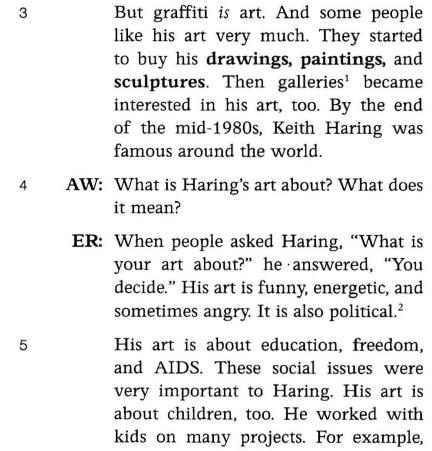 3 But graffiti is art. And some people
like his art very much. They started
to buy his drawings, paintings, and
sculptures. Then galleries¹ became
interested in his art, too. By the end
of the mid-1980s, Keith Haring was
famous around the world.
4 AW: What is Haring's art about? What does
it mean?
ER: When people asked Haring, “What is
your art about?” he answered, “You
decide.” His art is funny, energetic, and
sometimes angry. It is also political.²
5 His art is about education, freedom,
and AIDS. These social issues were
very important to Haring. His art is
about children, too. He worked with
kids on many projects. For example,